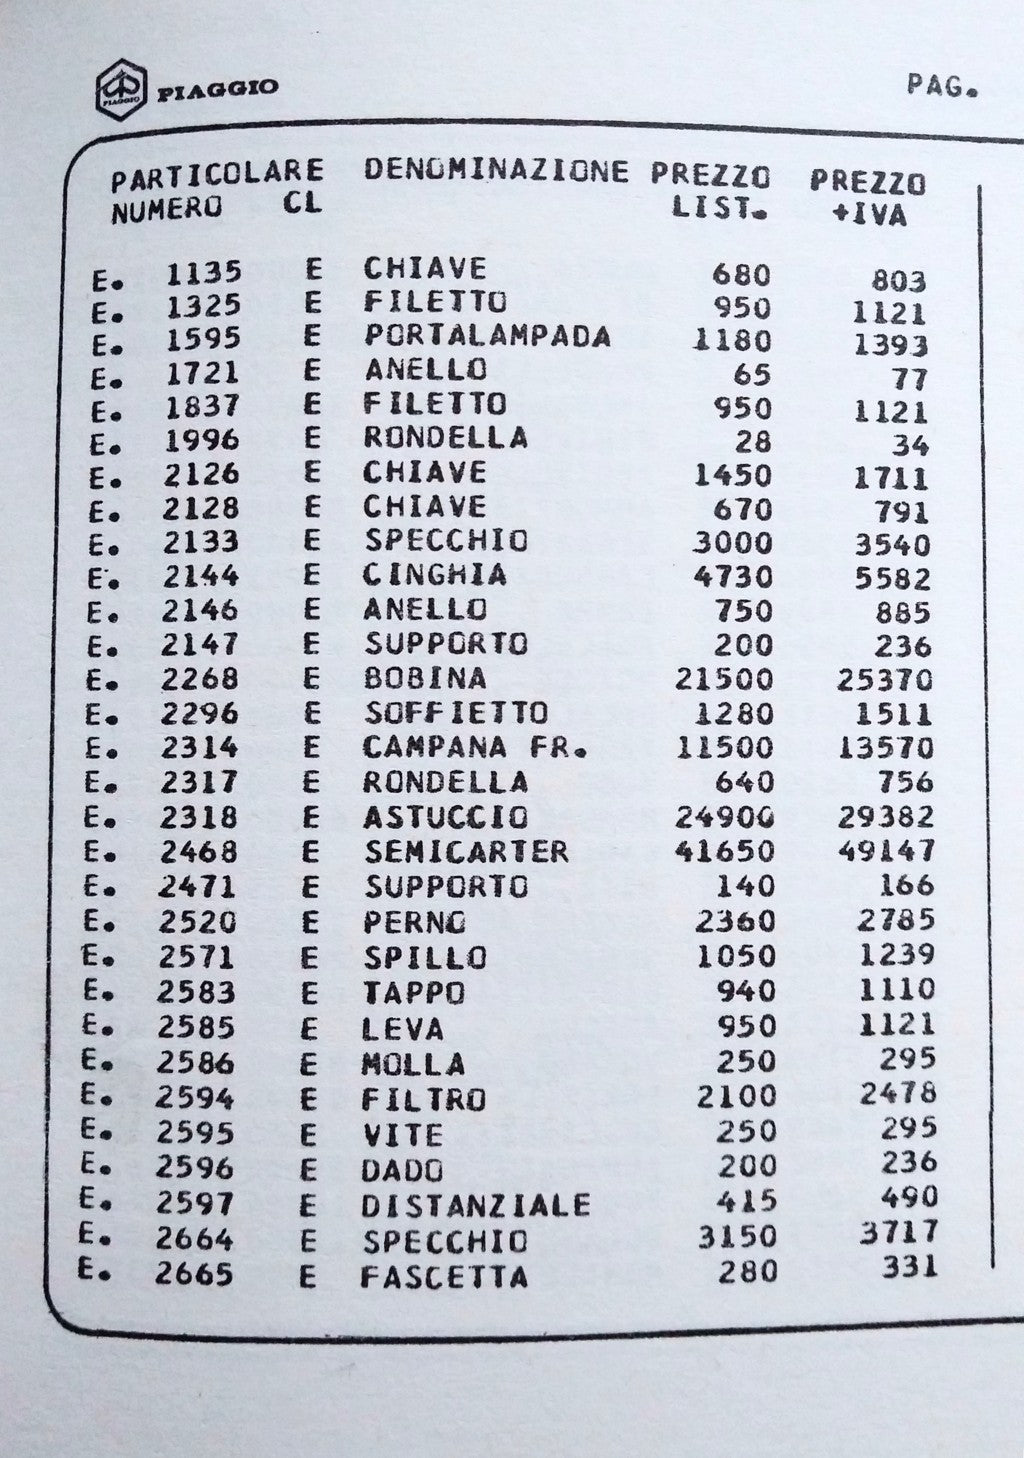 PIAGGIO PIAGGIO PAG.
PARTICOLARE DENOMINAZIONE PREZZO PREZZO
NUMERO CL LIST. +IVA
E. 1135 E CHIAVE 680 803
E. 1325 E FILETTO 950 1121
E. 1595 E PORTALAMPADA 1180 1393
E. 1721 E ANELLO 65 77
E. 1837 E FILETTO 950 1121
E. 1996 E RONDELLA 28 34
E. 2126 E CHIAVE 1450 1711
E. 2128 E CHIAVE 670 791
E. 2133 E SPECCHIO 3000 3540
E. 2144 E CINGHIA 4730 5582
E. 2146 E ANELLO 750 885
E. 2147 E SUPPORTO 200 236
E. 2268 E BOBINA 21500 25370
E. 2296 E SOFFIETTO 1280 1511
E. 2314 E CAMPANA FR. 11500 13570
E. 2317 E RONDELLA 640 756
E. 2318 E ASTUCCIO 24900 29382
E. 2468 E SEMICARTER 41650 49147
E. 2471 E SUPPORTO 140 166
E. 2520 E PERNO 2360 2785
E. 2571 E SPILLO 1050 1239
E. 2583 E TAPPO 940 1110
E. 2585 E LEVA 950 1121
E. 2586 E MOLLA 250 295
E. 2594 E FILTRO 2100 2478
E. 2595 E VITE 250 295
E. 2596 E DADO 200 236
E. 2597 E DISTANZIALE 415 490
E. 2664 E SPECCHIO 3150 3717
E. 2665 E FASCETTA 280 331